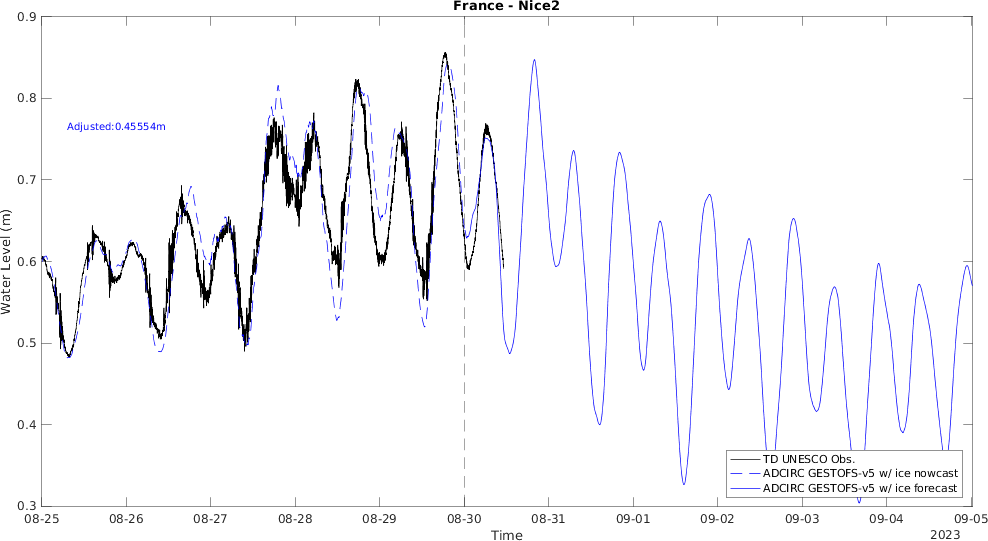 France - Nice2
0.9
0.8
0.7
0.6
0.5
0.4
0.3
Water Level (m)
Adjusted:0.45554m
TD UNESCO Obs.
ADCIRC GESTOFS-v5 w/ ice nowcast
ADCIRC GESTOFS-v5 w/ ice forecast
08-25 08-26 08-27 08-28 08-29 08-30 08-31 09-01 09-02 09-03 09-04 09-05
Time
2023